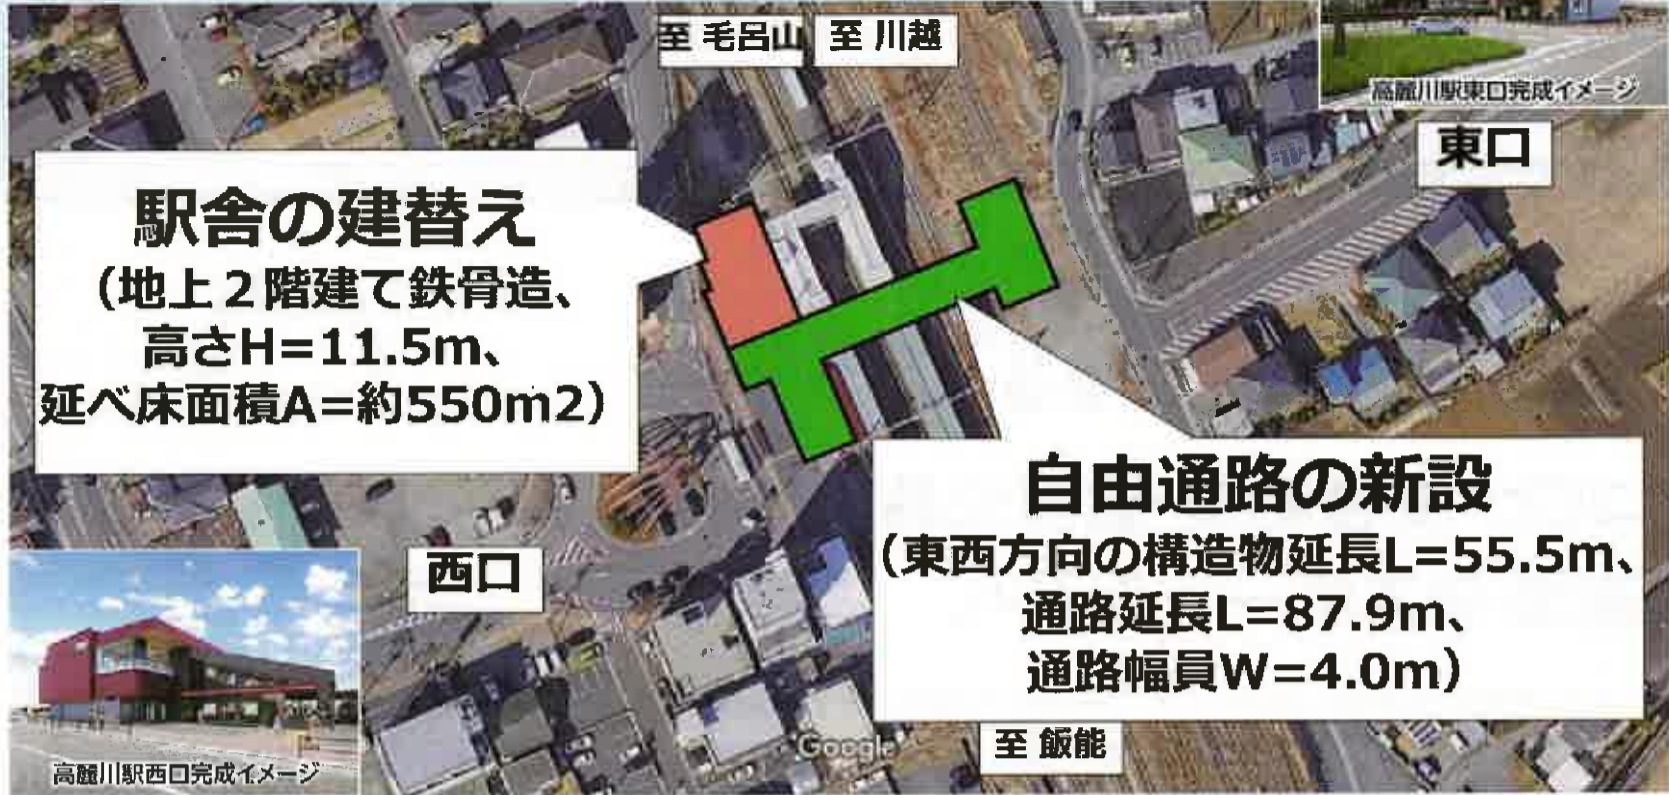 至 毛呂山
至 川越
高麗川駅東口完成イメージ
東口
駅舎の建替え
（地上２階建て鉄骨造、
高さH=11.5m、
延べ床面積A=約550m2）
自由通路の新設
（東西方向の構造物延長L=55.5m、
通路延長L=87.9m、
通路幅員W=4.0m）
西口
高麗川駅西口完成イメージ
Google
至 飯能